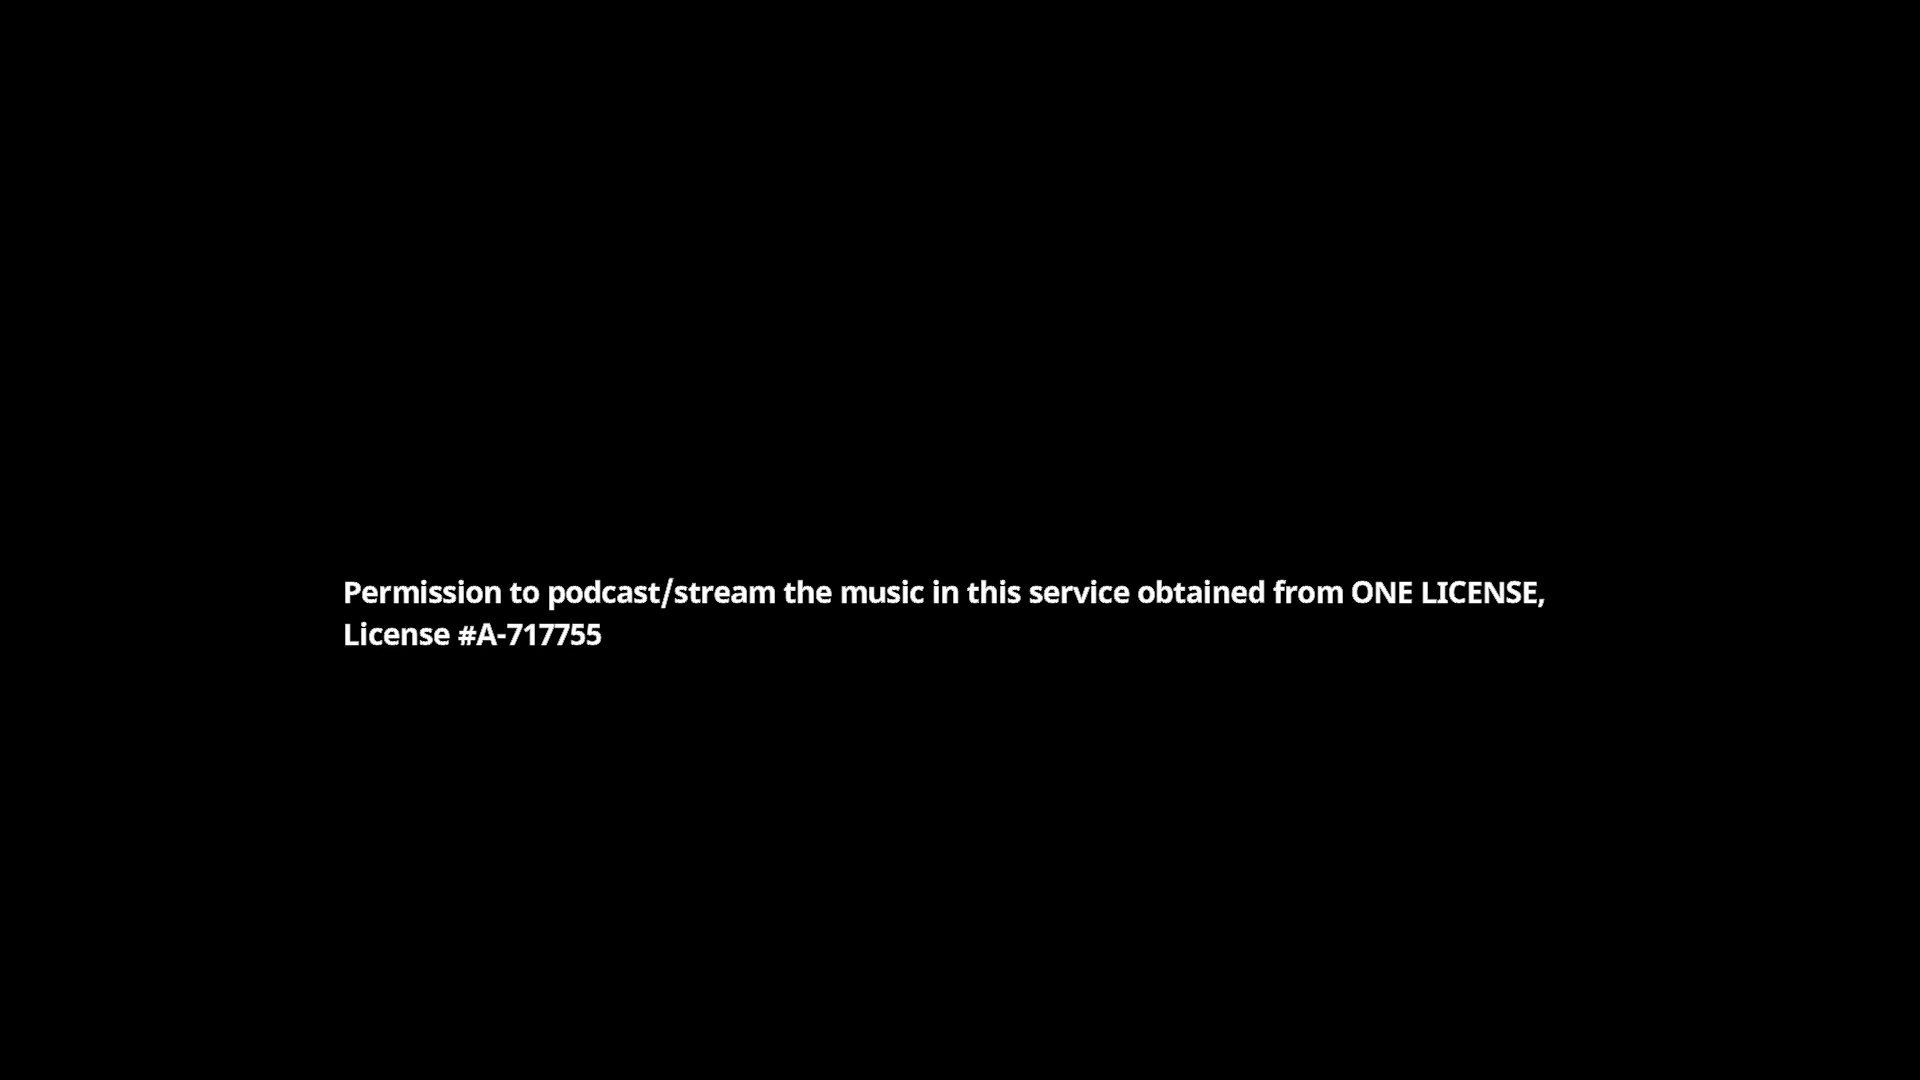 Permission to podcast/stream the music in this service obtained from ONE LICENSE,
License #A-717755